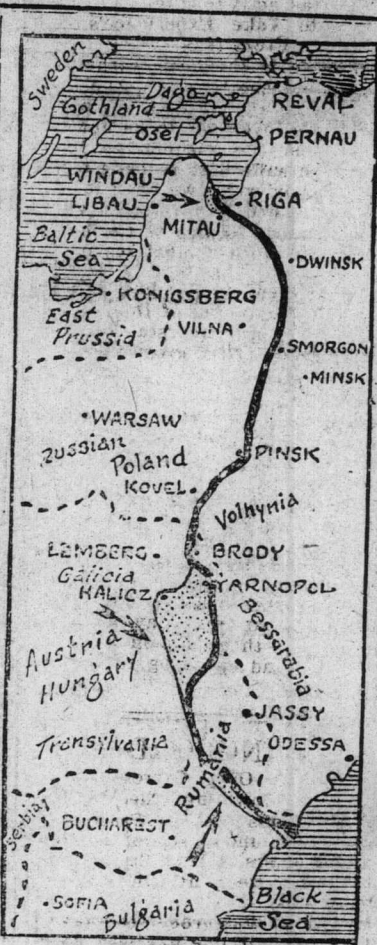 Sweden
Dago
Gothland
REVAL
Osel
PERNAU
WINDAU
LIBAU
RIGA
MITAU
Baltic
Sea
DWINSK
KONIGSBERG
East
Prussia
VILNA
SMORGON
MINSK
WARSAW
Russian
Poland
PINSK
KOVEL
Volhynia
LEMBERG
BRODY
Galicia
HALICZ
TARNOPOL
Bessarabia
Austria
Hungary
JASSY
ODESSA
Transylvania
Rumania
Serbia
BUCHAREST
SOFIA
Bulgaria
Black
Sea